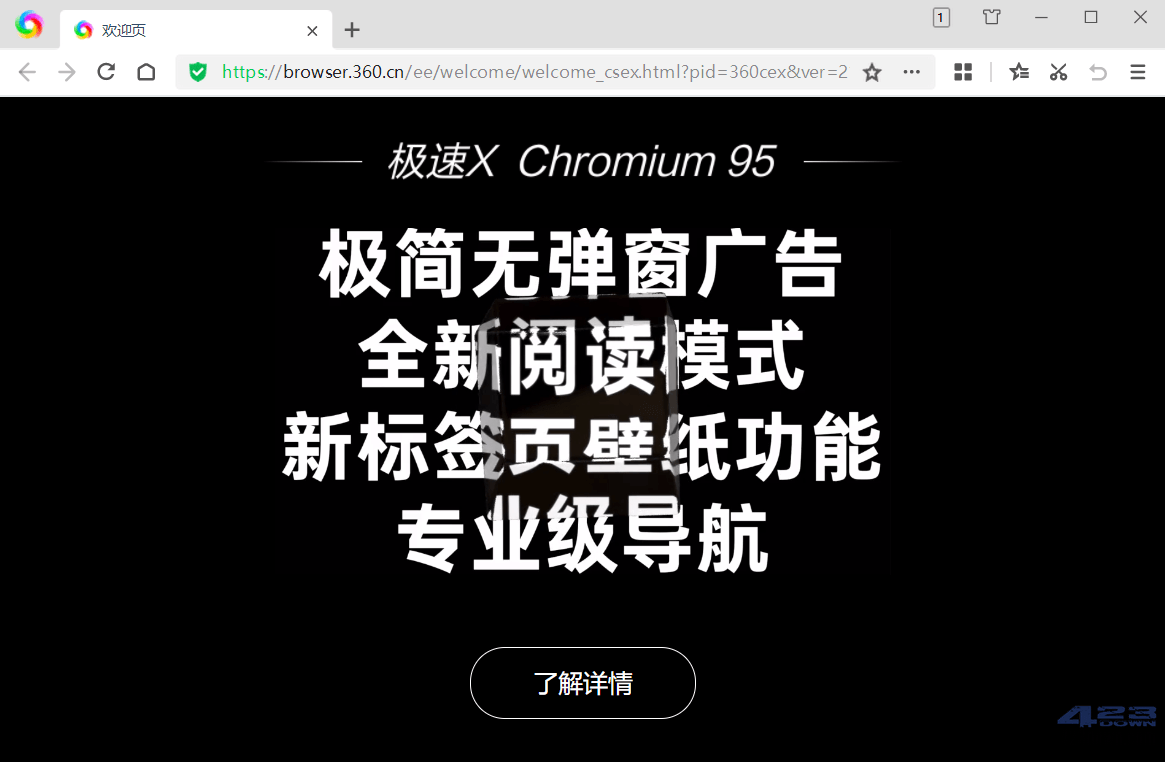 欢迎页
1
https://browser.360.cn/ee/welcome/welcome_csex.html?pid=360cex&ver=2
极速X Chromium 95
极简无弹窗广告
全新阅读模式
新标签页壁纸功能
专业级导航
了解详情
423
DOWN